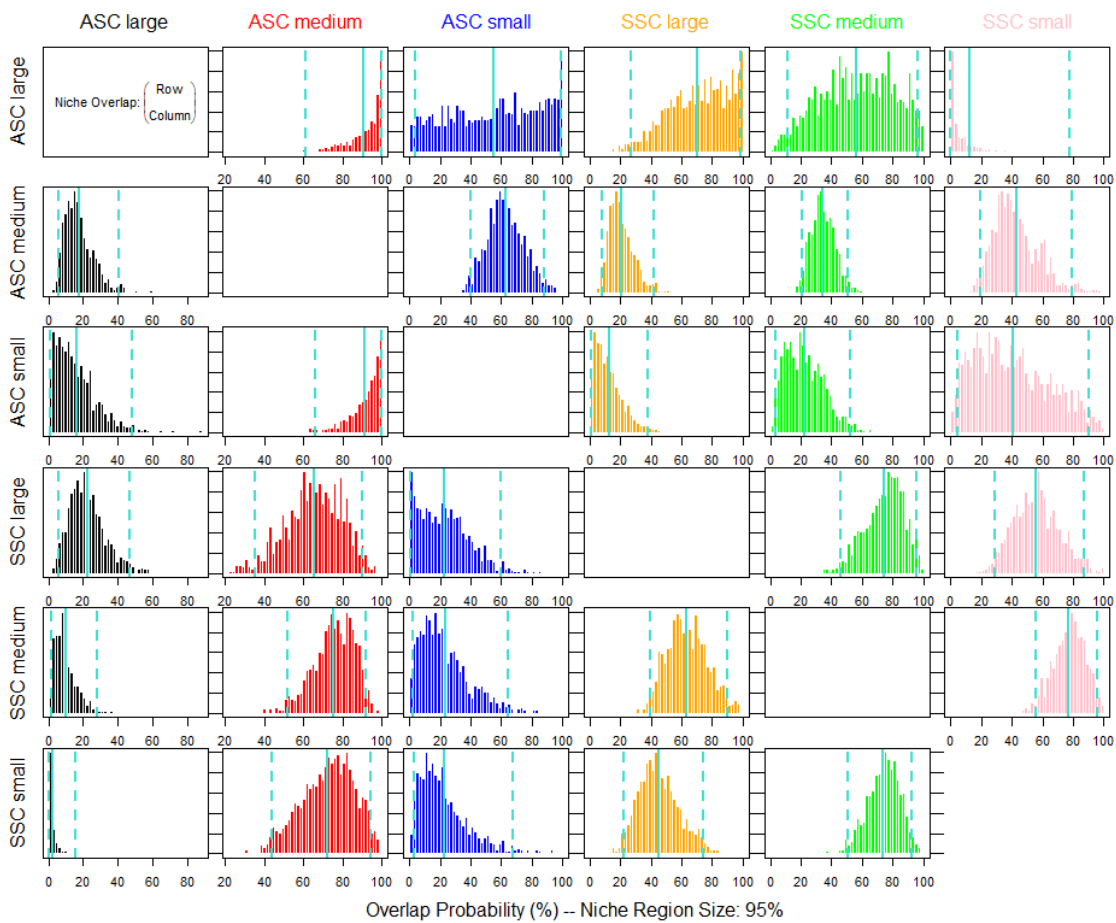 ASC large ASC medium ASC small SSC large SSC medium SSC small
ASC large
Niche Overlap: Row
Column
20 40 60 80 100 0 20 40 60 80 100 0 20 40 60 80 100 0 20 40 60 80 100 0 20 40 60 80 100
ASC medium
0 20 40 60 80 0 20 40 60 80 100 0 20 40 60 80 100 0 20 40 60 80 100 0 20 40 60 80 100
ASC small
0 20 40 60 80 20 40 60 80 100 0 20 40 60 80 100 0 20 40 60 80 100 0 20 40 60 80 100
SSC large
0 20 40 60 80 20 40 60 80 100 0 20 40 60 80 100 0 20 40 60 80 100 0 20 40 60 80 100
SSC medium
0 20 40 60 80 20 40 60 80 100 0 20 40 60 80 100 0 20 40 60 80 100 0 20 40 60 80 100
SSC small
0 20 40 60 80 20 40 60 80 100 0 20 40 60 80 100 0 20 40 60 80 100 0 20 40 60 80 100
Overlap Probability (%) -- Niche Region Size: 95%